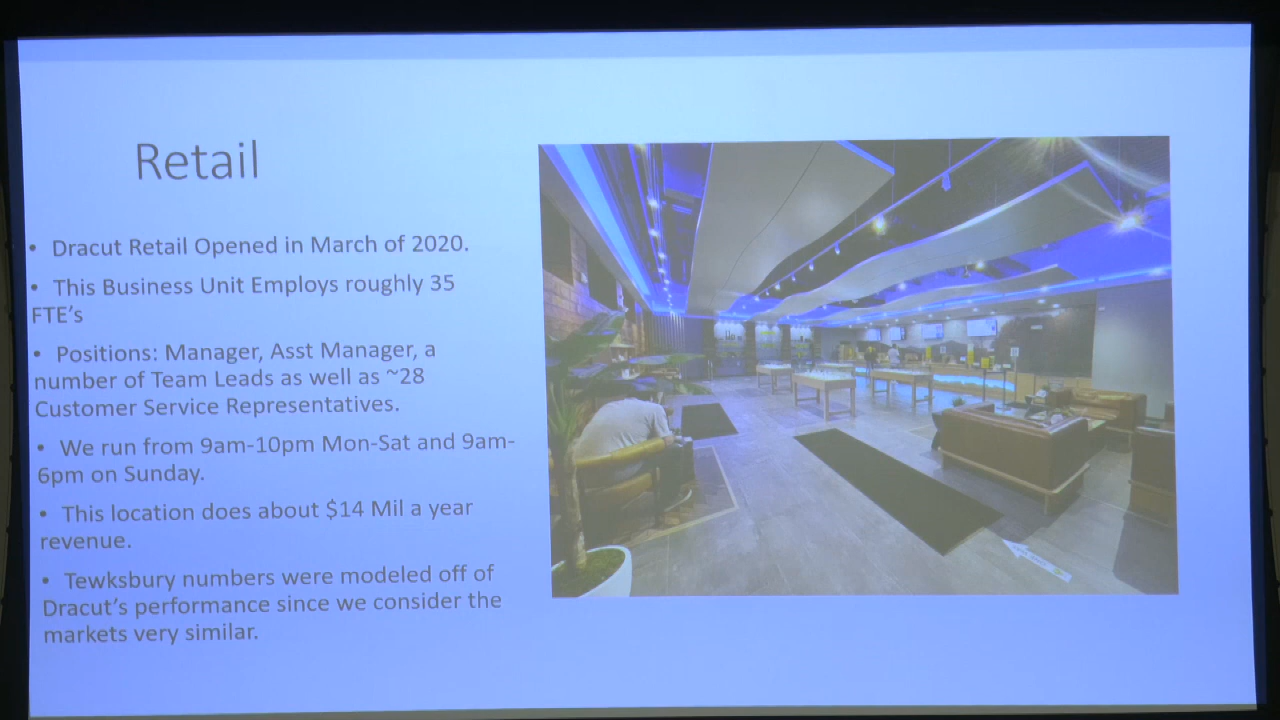 Retail
• Dracut Retail Opened in March of 2020.
• This Business Unit Employs roughly 35
FTE's
• Positions: Manager, Asst Manager, a
number of Team Leads as well as ~28
Customer Service Representatives.
• We run from 9am-10pm Mon-Sat and 9am-
6pm on Sunday.
• This location does about $14 Mil a year
revenue.
• Tewksbury numbers were modeled off of
Dracut's performance since we consider the
markets very similar.